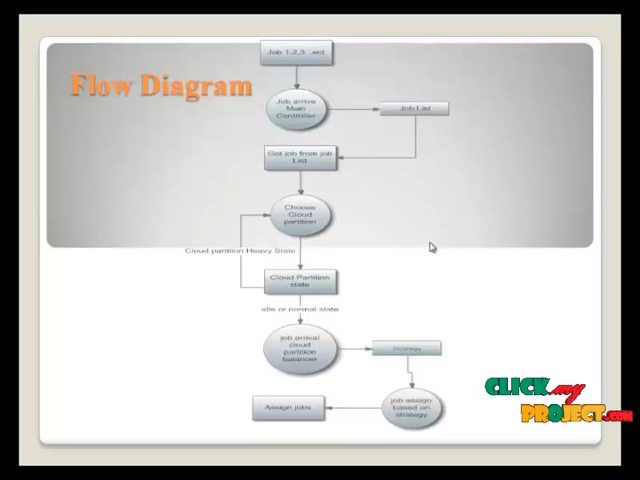 Flow Diagram
Job 1,2,3 ..ect
Job arrive
Main
Controller
Job List
Get job from job
List
Choose
Cloud
partition
Cloud partition Heavy State
Cloud Partition
state
idle or normal state
job arrival
cloud
partition
balancer
strategy
job assign
based on
strategy
Assign jobs
CLICK my
PROJECT.COM